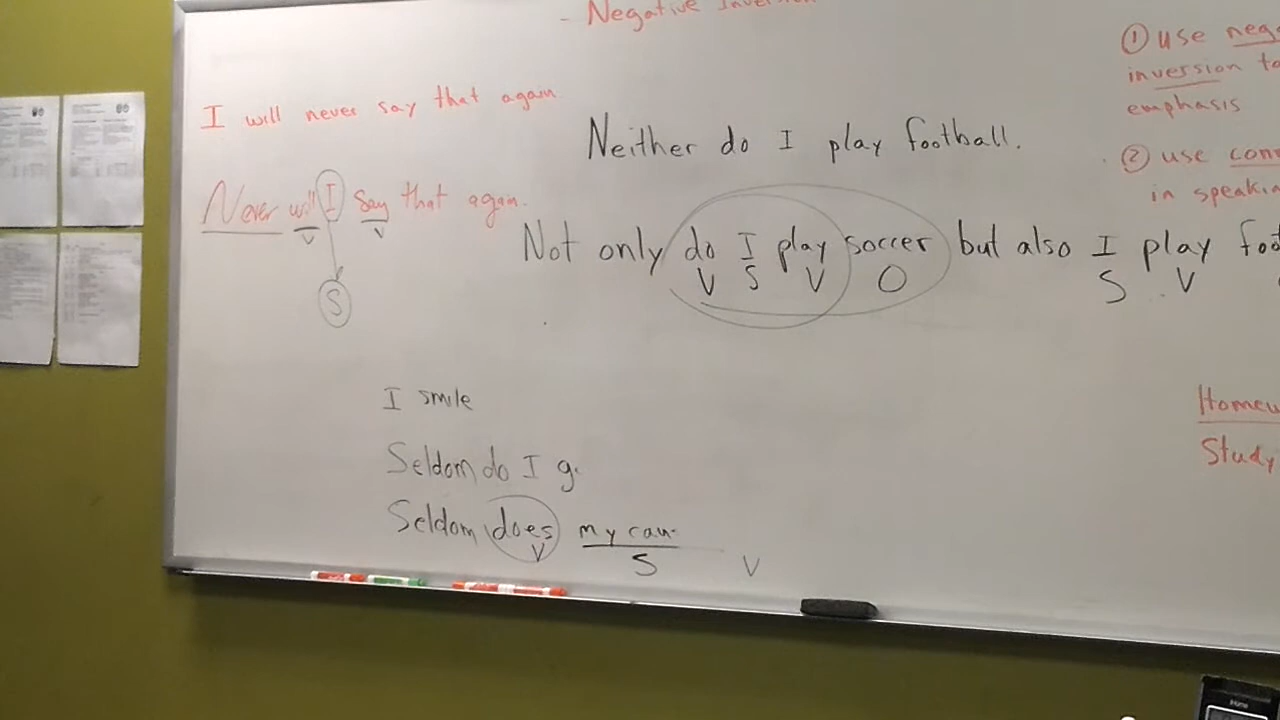 - Negative Inversion
I will never say that again
Never will I say that again.
V V
S
Neither do I play football.
Not only do I play soccer but also I play foo
V S V O S V
I smile
Seldom do I g.
Seldom does my
V S V
① use neg
inversion to
emphasis
② use con
in speakin
Homew
Study
iHome